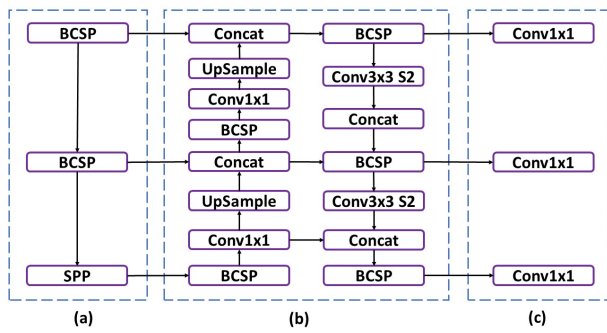 BCSP
BCSP
SPP
(a)
Concat
UpSample
Conv1x1
BCSP
Concat
UpSample
Conv1x1
BCSP
BCSP
Conv3x3 S2
Concat
BCSP
Conv3x3 S2
Concat
BCSP
(b)
Conv1x1
Conv1x1
Conv1x1
(c)